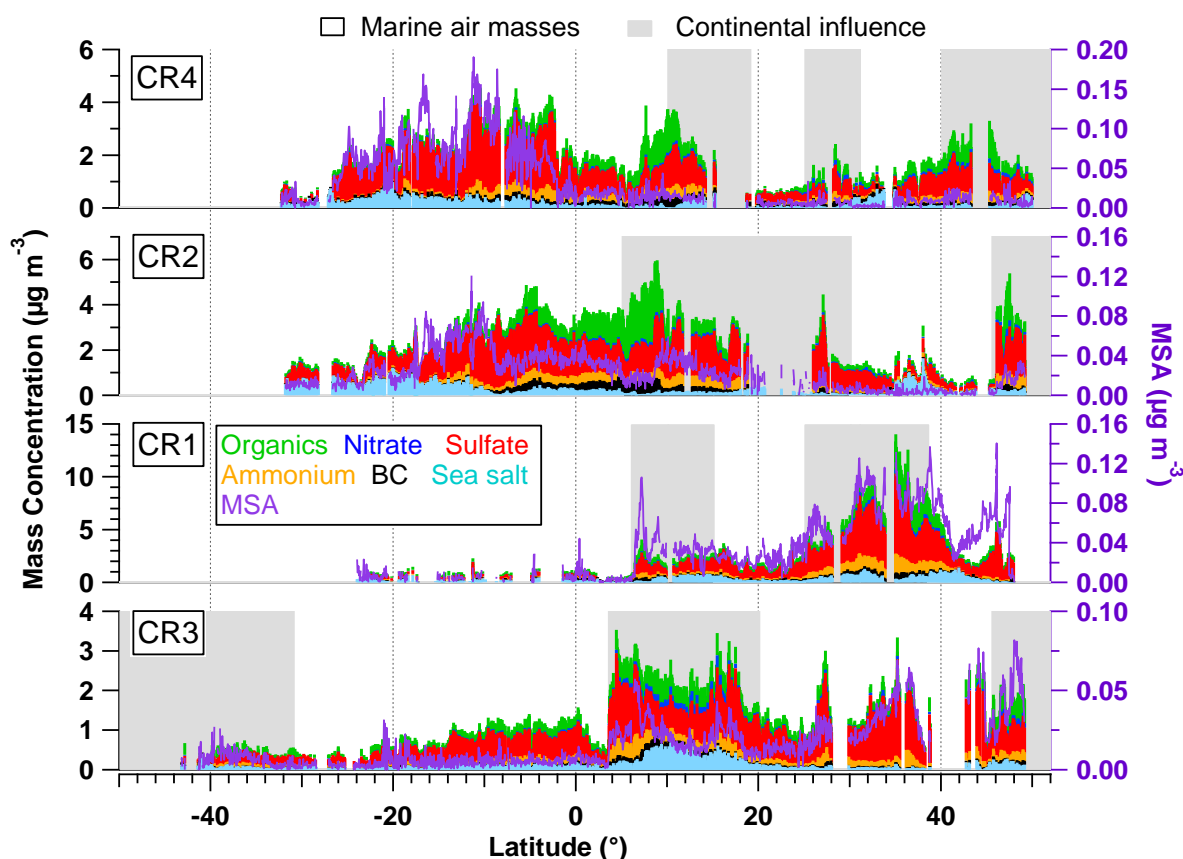 Marine air masses Continental influence
CR4
6
4
2
0
0.20
0.15
0.10
0.05
0.00
CR2
6
4
2
0
0.16
0.12
0.08
0.04
0.00
CR1
15
10
5
0
0.16
0.12
0.08
0.04
0.00
Organics Nitrate Sulfate
Ammonium BC Sea salt
MSA
CR3
4
3
2
1
0
0.10
0.05
0.00
Mass Concentration (µg m⁻³)
MSA (µg m⁻³)
-40 -20 0 20 40
Latitude (°)